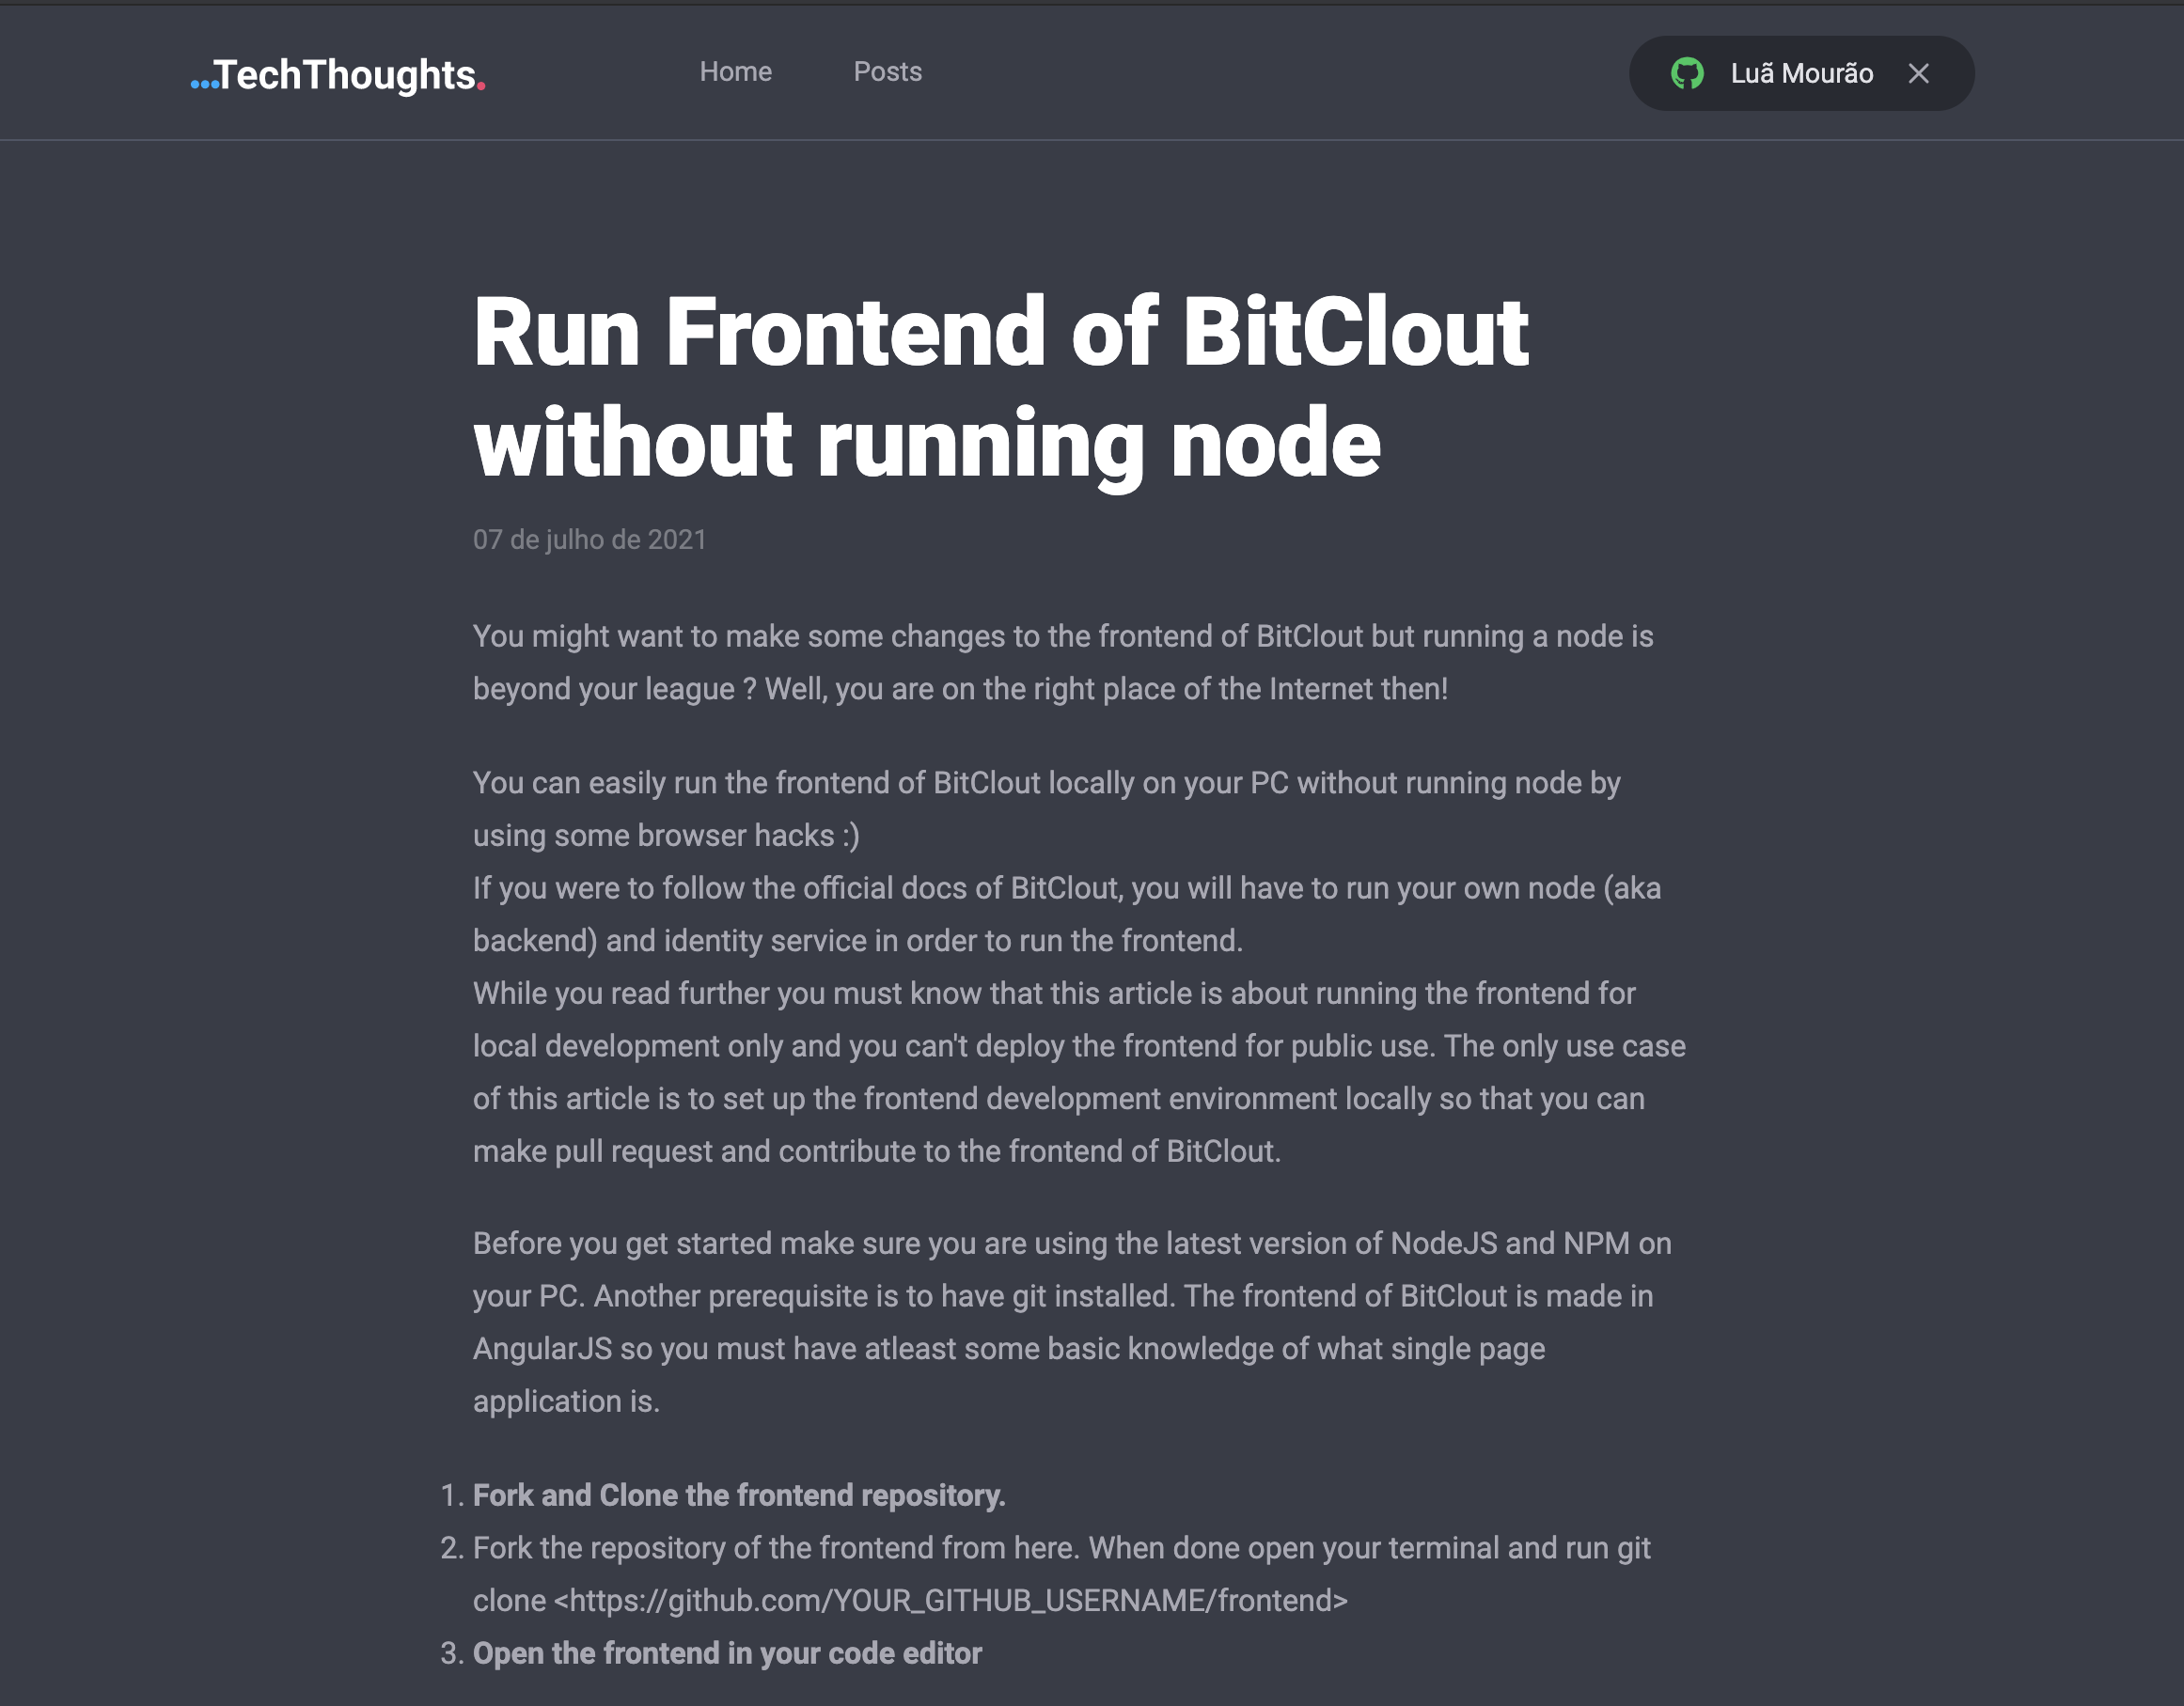 ...TechThoughts.
Home
Posts
Luã Mourão
Run Frontend of BitClout
without running node
07 de julho de 2021
You might want to make some changes to the frontend of BitClout but running a node is
beyond your league ? Well, you are on the right place of the Internet then!
You can easily run the frontend of BitClout locally on your PC without running node by
using some browser hacks :)
If you were to follow the official docs of BitClout, you will have to run your own node (aka
backend) and identity service in order to run the frontend.
While you read further you must know that this article is about running the frontend for
local development only and you can't deploy the frontend for public use. The only use case
of this article is to set up the frontend development environment locally so that you can
make pull request and contribute to the frontend of BitClout.
Before you get started make sure you are using the latest version of NodeJS and NPM on
your PC. Another prerequisite is to have git installed. The frontend of BitClout is made in
AngularJS so you must have atleast some basic knowledge of what single page
application is.
1. Fork and Clone the frontend repository.
2. Fork the repository of the frontend from here. When done open your terminal and run git
clone <https://github.com/YOUR_GITHUB_USERNAME/frontend>
3. Open the frontend in your code editor